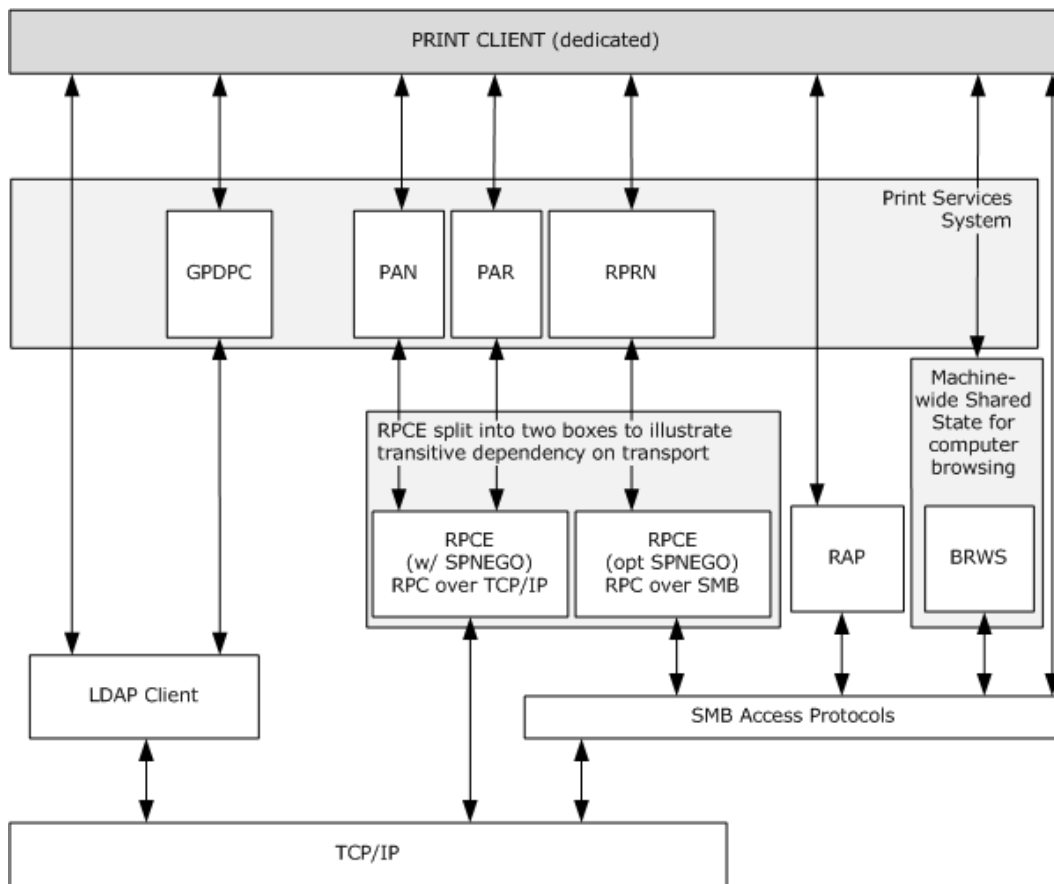 PRINT CLIENT (dedicated)
Print Services
System
GPDPC
PAN
PAR
RPRN
Machine-
wide Shared
State for
computer
browsing
RPCE split into two boxes to illustrate
transitive dependency on transport
RPCE
(w/ SPNEGO)
RPC over TCP/IP
RPCE
(opt SPNEGO)
RPC over SMB
RAP
BRWS
LDAP Client
SMB Access Protocols
TCP/IP